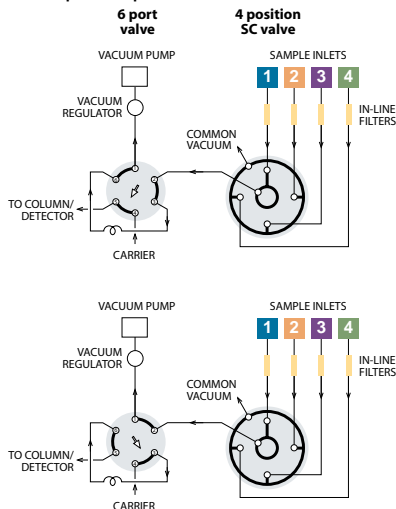 6 port
valve
4 position
SC valve
VACUUM PUMP
SAMPLE INLETS
1 2 3 4
VACUUM
REGULATOR
IN-LINE
FILTERS
COMMON
VACUUM
TO COLUMN/
DETECTOR
CARRIER
VACUUM PUMP
SAMPLE INLETS
1 2 3 4
VACUUM
REGULATOR
IN-LINE
FILTERS
COMMON
VACUUM
TO COLUMN/
DETECTOR
CARRIER